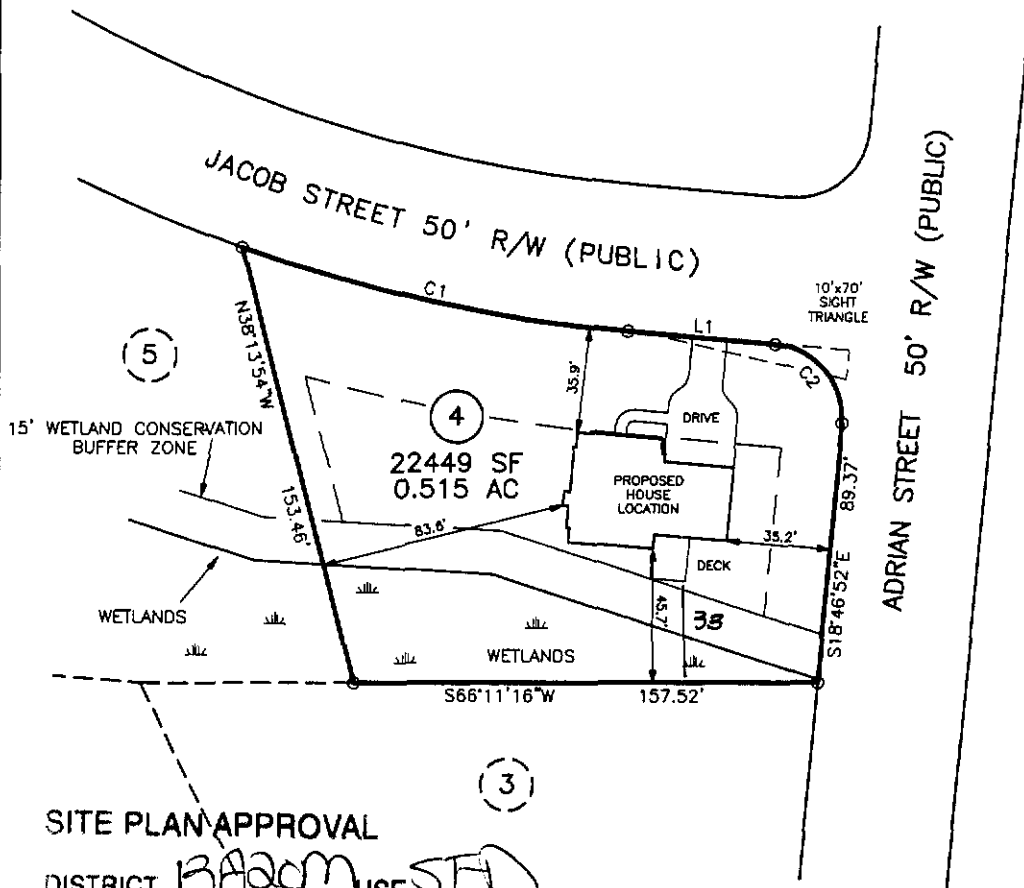 JACOB STREET 50' R/W (PUBLIC)
ADRIAN STREET 50' R/W (PUBLIC)
10'x70'
SIGHT
TRIANGLE
C1
L1
C2
N38°13'54"W
153.46'
5
15' WETLAND CONSERVATION
BUFFER ZONE
4
22449 SF
0.515 AC
35.9'
DRIVE
PROPOSED
HOUSE
LOCATION
89.37'
S18°46'52"E
35.2'
DECK
45.7'
38
WETLANDS
WETLANDS
S66°11'16"W 157.52'
3
SITE PLAN APPROVAL
DISTRICT RA20M USE SFD